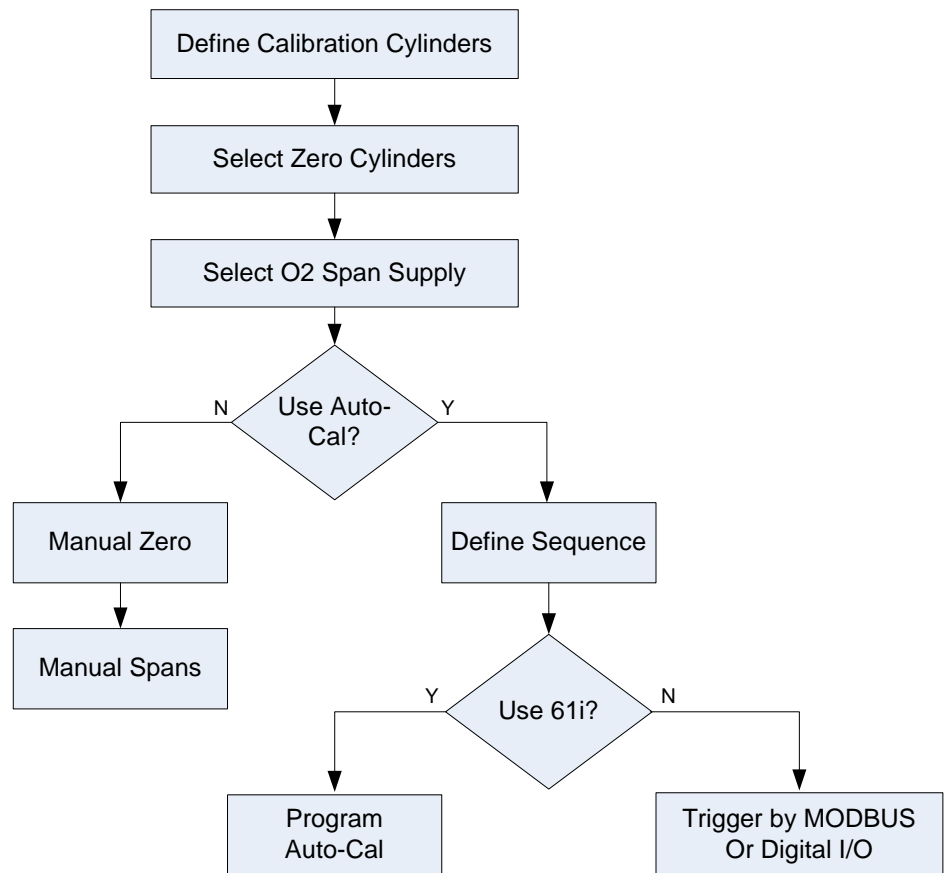 Define Calibration Cylinders
Select Zero Cylinders
Select O2 Span Supply
Use Auto-
Cal?
N
Y
Manual Zero
Define Sequence
Manual Spans
Use 61i?
Y
N
Program
Auto-Cal
Trigger by MODBUS
Or Digital I/O